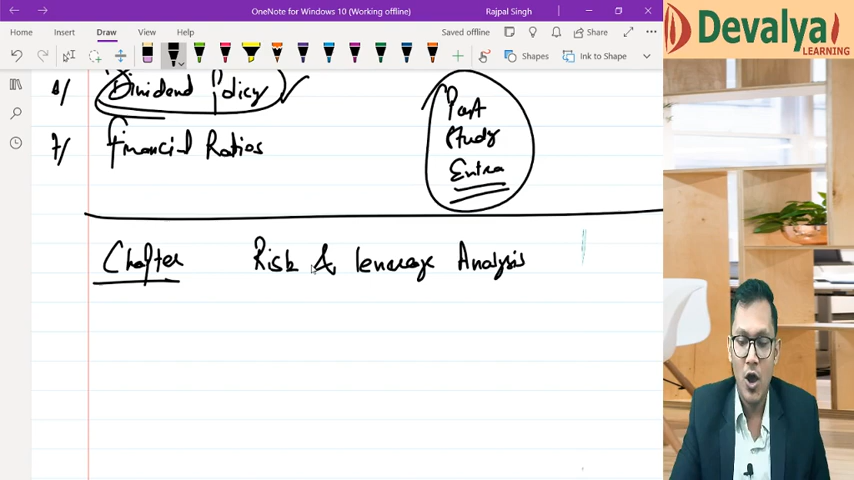 OneNote for Windows 10 (Working offline)
Rajpal Singh
Home Insert Draw View Help
Saved offline
Share
Shapes
Ink to Shape
Devalya
LEARNING
Dividend Policy
7/ Financial Ratios
Past
Study
Extra
Chapter Risk & leverage Analysis